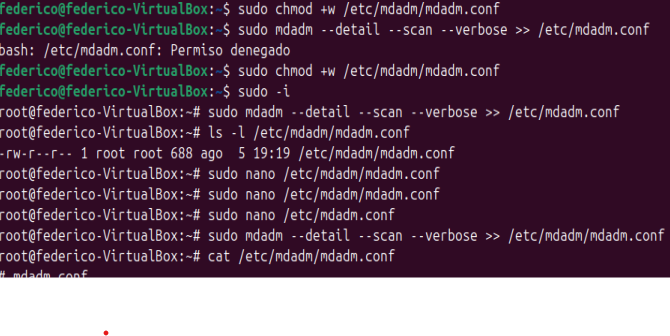 federico@federico-VirtualBox:~$ sudo chmod +w /etc/mdadm/mdadm.conf
federico@federico-VirtualBox:~$ sudo mdadm --detail --scan --verbose >> /etc/mdadm.conf
bash: /etc/mdadm.conf: Permiso denegado
federico@federico-VirtualBox:~$ sudo chmod +w /etc/mdadm/mdadm.conf
federico@federico-VirtualBox:~$ sudo -i
root@federico-VirtualBox:~# sudo mdadm --detail --scan --verbose >> /etc/mdadm.conf
root@federico-VirtualBox:~# ls -l /etc/mdadm/mdadm.conf
-rw-r--r-- 1 root root 688 ago  5 19:19 /etc/mdadm/mdadm.conf
root@federico-VirtualBox:~# sudo nano /etc/mdadm/mdadm.conf
root@federico-VirtualBox:~# sudo nano /etc/mdadm/mdadm.conf
root@federico-VirtualBox:~# sudo nano /etc/mdadm.conf
root@federico-VirtualBox:~# sudo mdadm --detail --scan --verbose >> /etc/mdadm/mdadm.conf
root@federico-VirtualBox:~# cat /etc/mdadm/mdadm.conf
# mdadm.conf